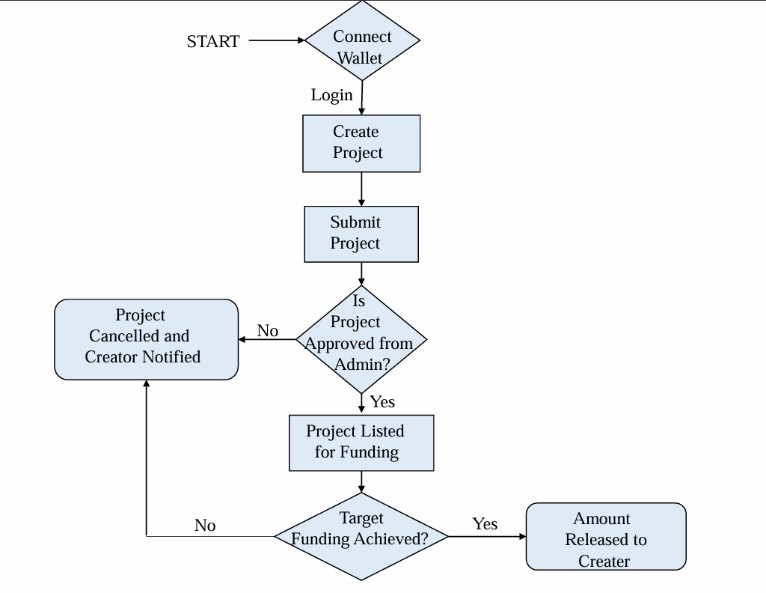 START
Connect
Wallet
Login
Create
Project
Submit
Project
Is
Project
Approved from
Admin?
No
Project
Cancelled and
Creator Notified
Yes
Project Listed
for Funding
Target
Funding Achieved?
No
Yes
Amount
Released to
Creater